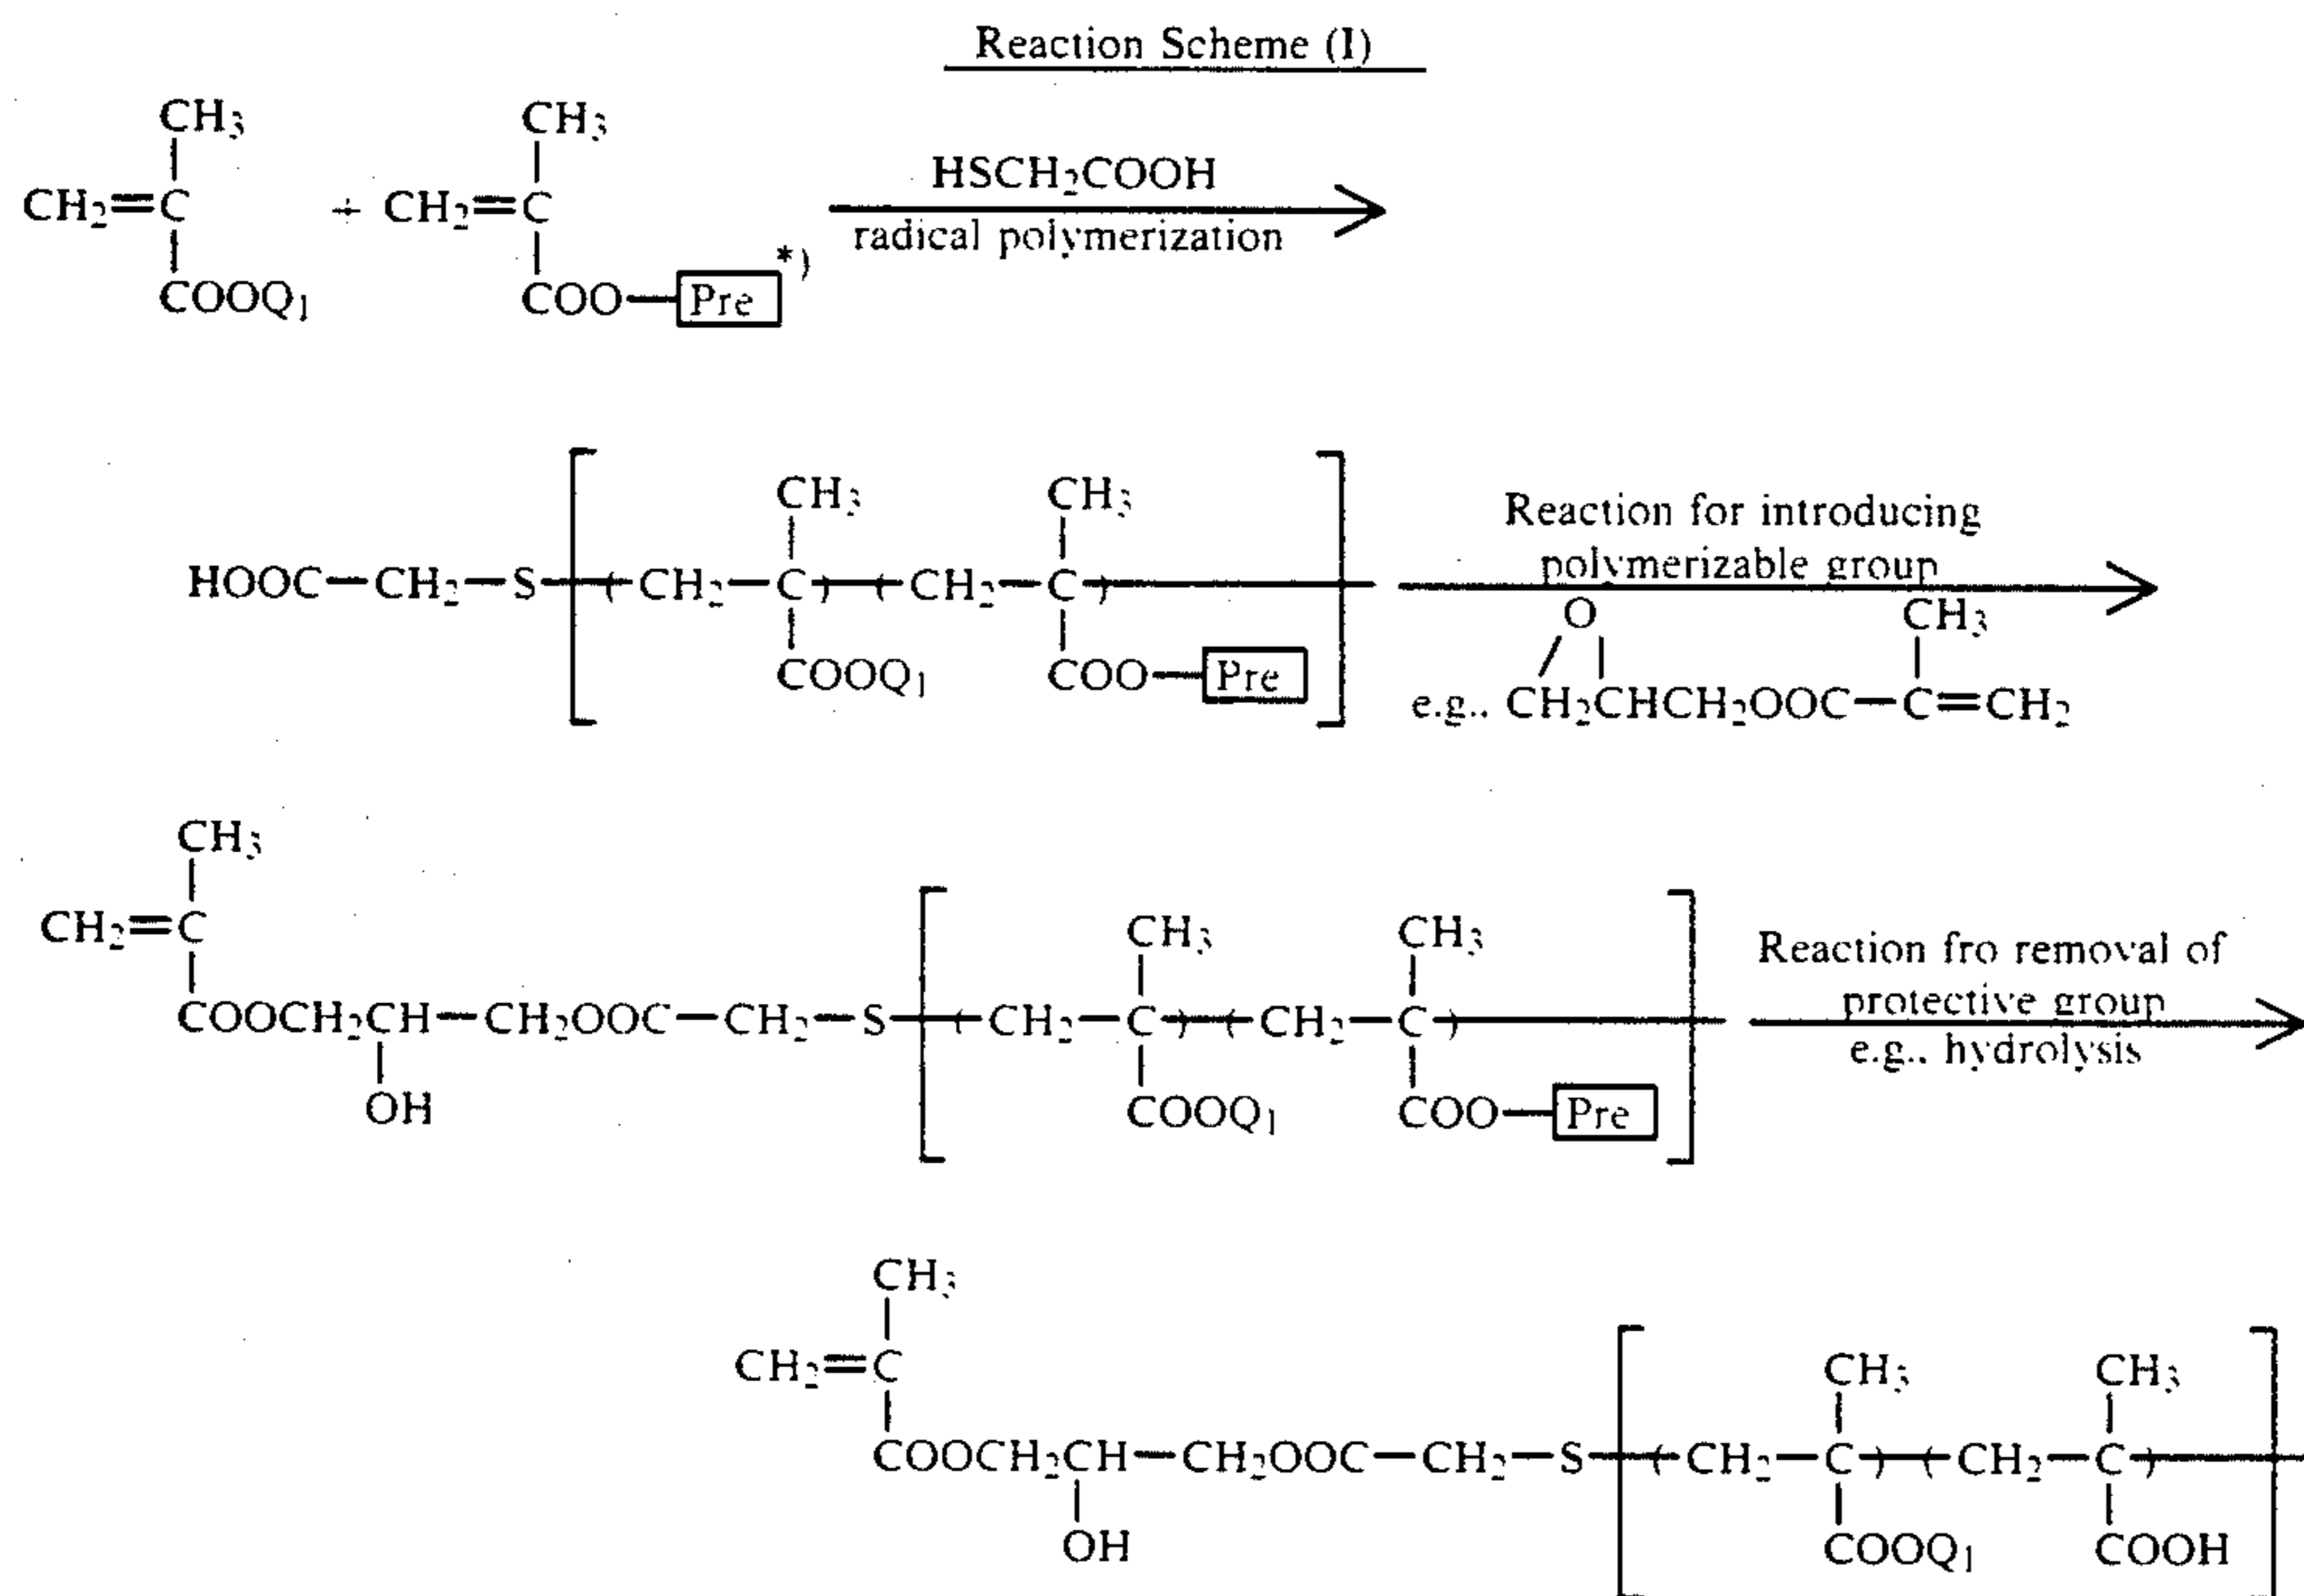 Reaction Scheme (I)
CH3 CH3
CH2=C + CH2=C HSCH2COOH
radical polymerization
COOQ1 COO—Pre *)
CH3 CH3
HOOC—CH2—S—(CH2—C)—(CH2—C)—
COOQ1 COO—Pre
Reaction for introducing
polymerizable group
O CH3
e.g., CH2CHCH2OOC—C=CH2
CH3
CH2=C CH3 CH3
COOCH2CH—CH2OOC—CH2—S—(CH2—C)—(CH2—C)—
OH COOQ1 COO—Pre
Reaction fro removal of
protective group
e.g., hydrolysis
CH3
CH2=C CH3 CH3
COOCH2CH—CH2OOC—CH2—S—(CH2—C)—(CH2—C)—
OH COOQ1 COOH